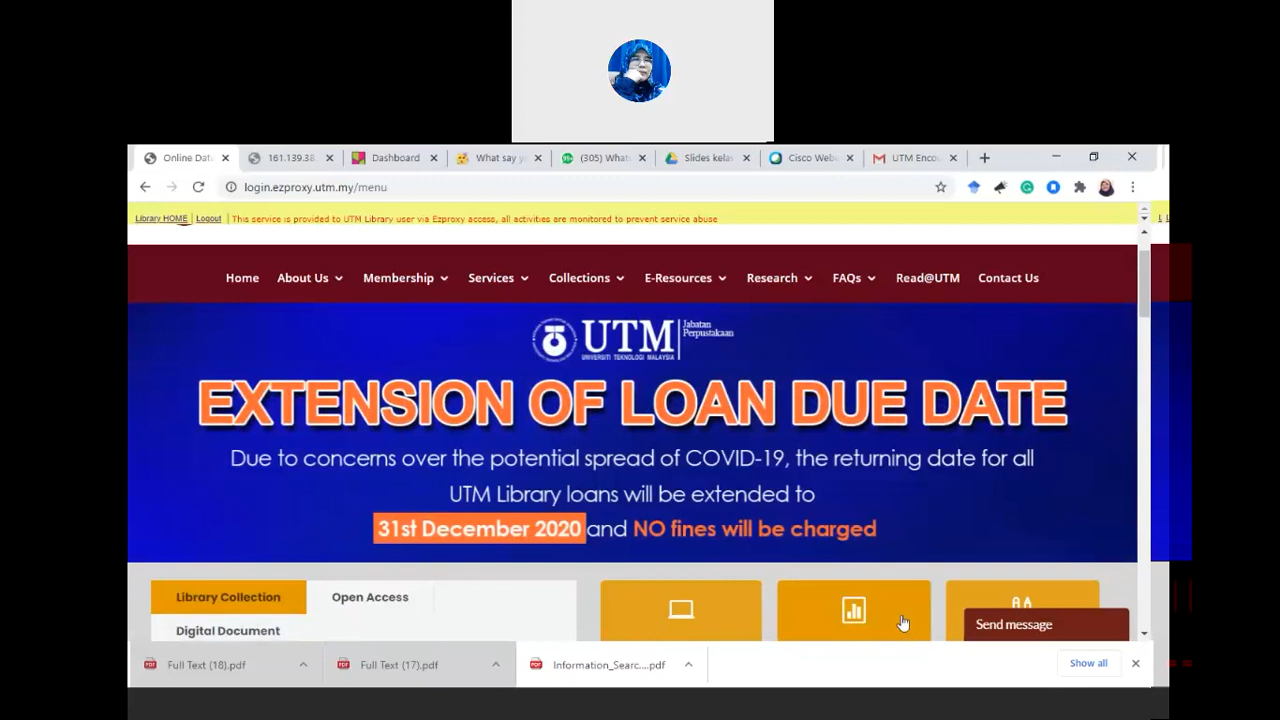 Online Data
161.139.38.
Dashboard
What say y
(305) Whats
Slides kelas
Cisco Webe
UTM Enco
login.ezproxy.utm.my/menu
Library HOME | Logout | This service is provided to UTM Library user via Ezproxy access, all activities are monitored to prevent service abuse
Home About Us Membership Services Collections E-Resources Research FAQs Read@UTM Contact Us
UTM Jabatan
Perpustakaan
UNIVERSITI TEKNOLOGI MALAYSIA
EXTENSION OF LOAN DUE DATE
Due to concerns over the potential spread of COVID-19, the returning date for all
UTM Library loans will be extended to
31st December 2020 and NO fines will be charged
Library Collection Open Access
Digital Document
Send message
Full Text (18).pdf Full Text (17).pdf Information_Searc....pdf Show all